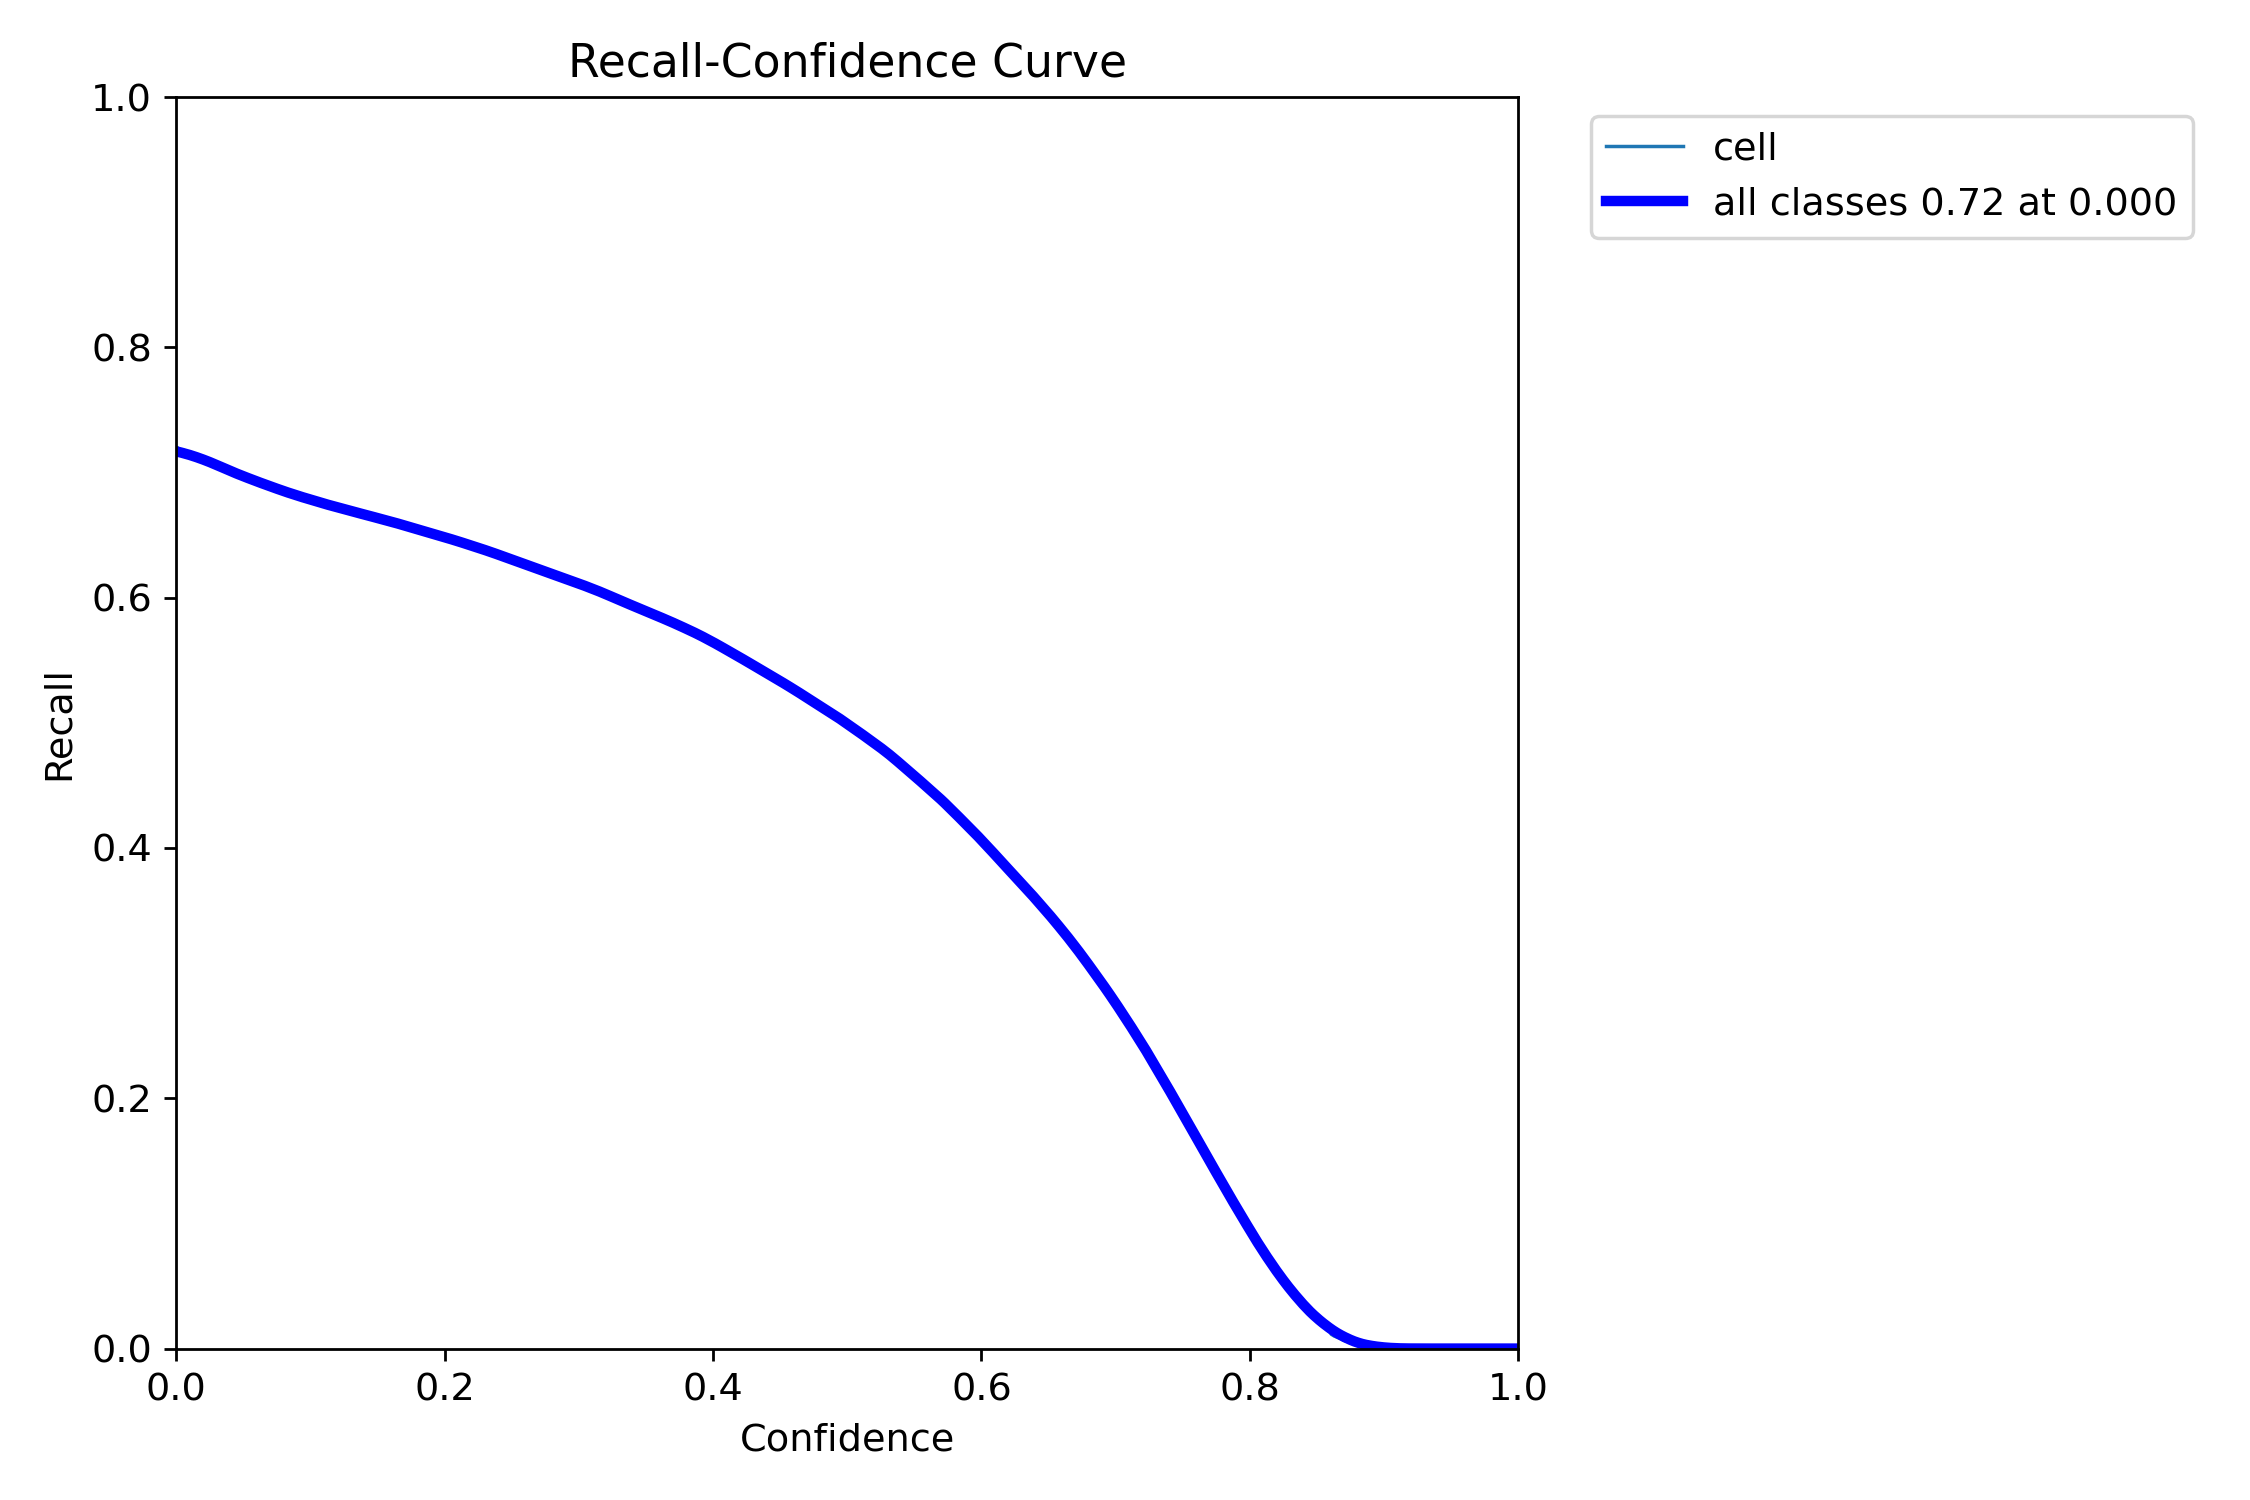 Recall-Confidence Curve
1.0
0.8
0.6
0.4
0.2
0.0
Recall
0.0 0.2 0.4 0.6 0.8 1.0
Confidence
cell
all classes 0.72 at 0.000